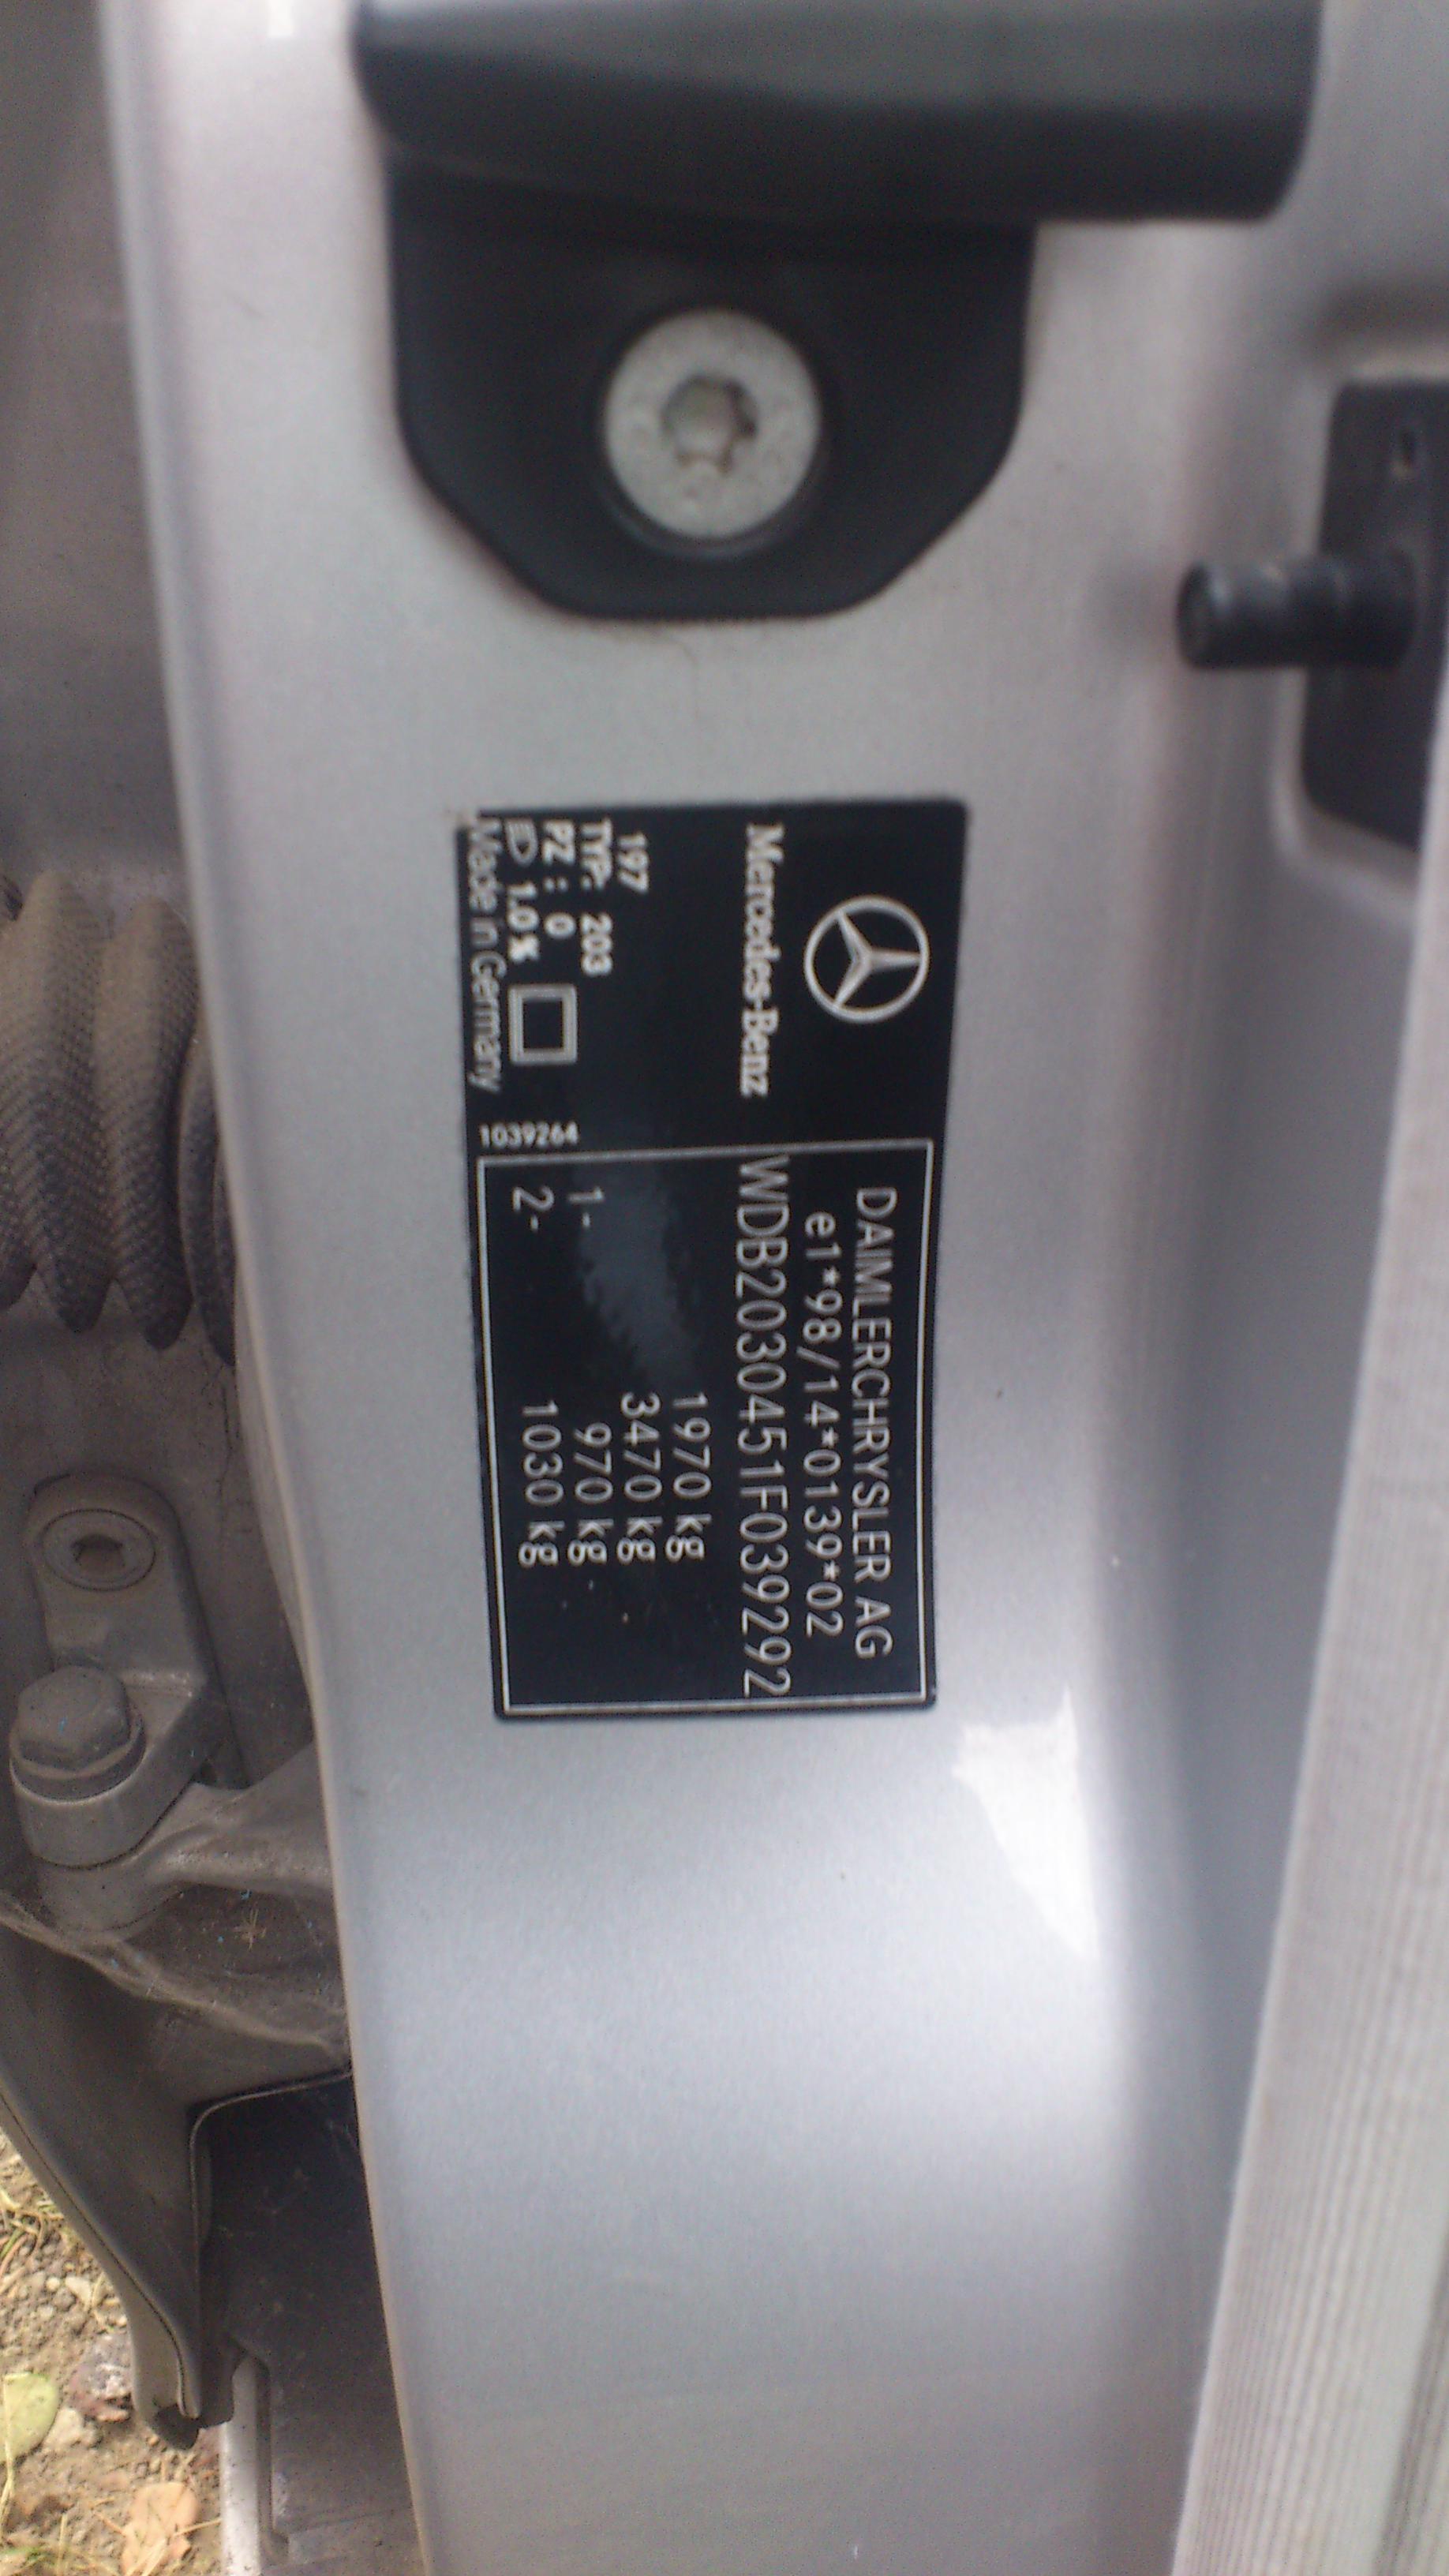 Mercedes-Benz
197
TYP: 203
PZ : 0
1.0 %
Made in Germany
1039264
DAIMLERCHRYSLER AG
e1*98/14*0139*02
WDB2030451F039292
1970 kg
3470 kg
1- 970 kg
2- 1030 kg